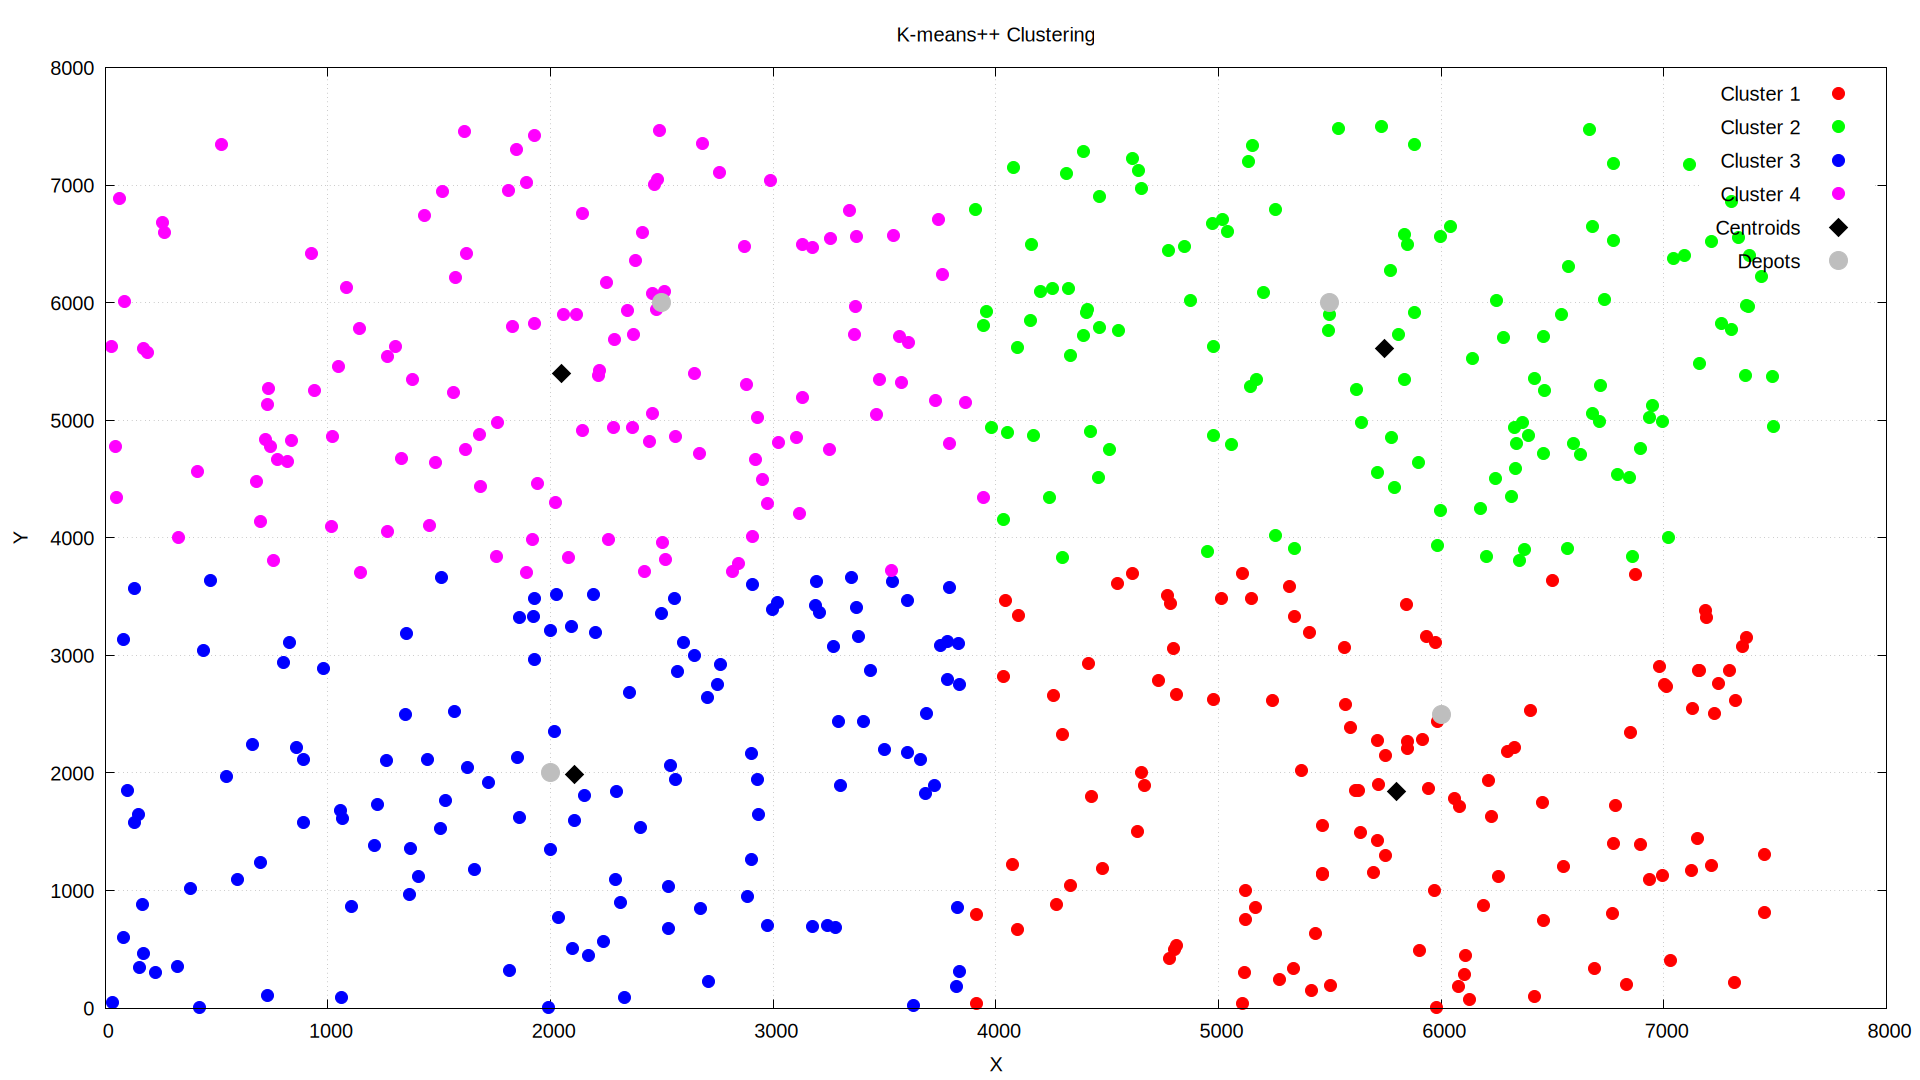 K-means++ Clustering
8000
7000
6000
5000
4000
3000
2000
1000
0
Y
Cluster 1
Cluster 2
Cluster 3
Cluster 4
Centroids
Depots
0 1000 2000 3000 4000 5000 6000 7000 8000
X